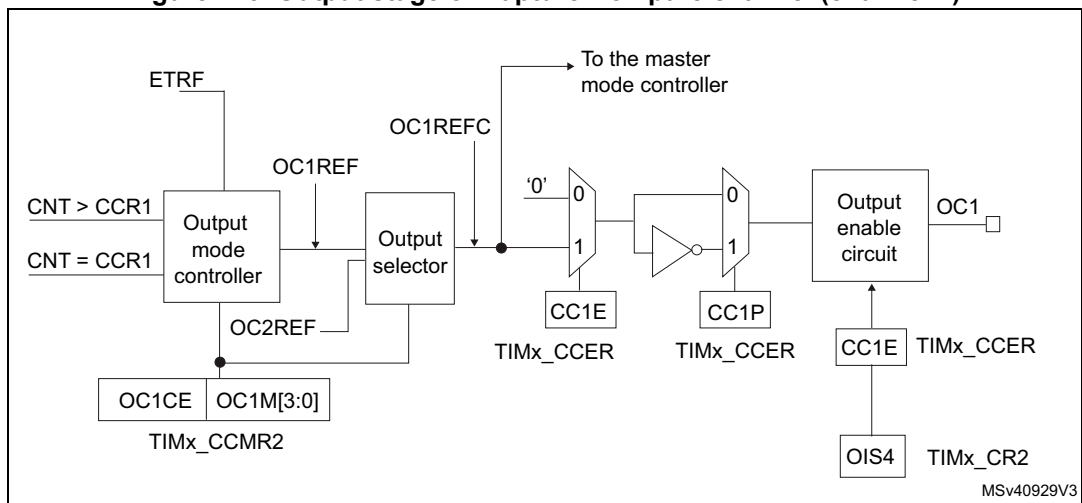 To the master
mode controller
ETRF
OC1REFC
OC1REF
‘0’
0
0
CNT > CCR1
Output
mode
controller
Output
selector
Output
enable
circuit
OC1
1
1
CNT = CCR1
OC2REF
CC1E
CC1P
TIMx_CCER
TIMx_CCER
CC1E
TIMx_CCER
OC1CE
OC1M[3:0]
TIMx_CCMR2
OIS4
TIMx_CR2
MSv40929V3